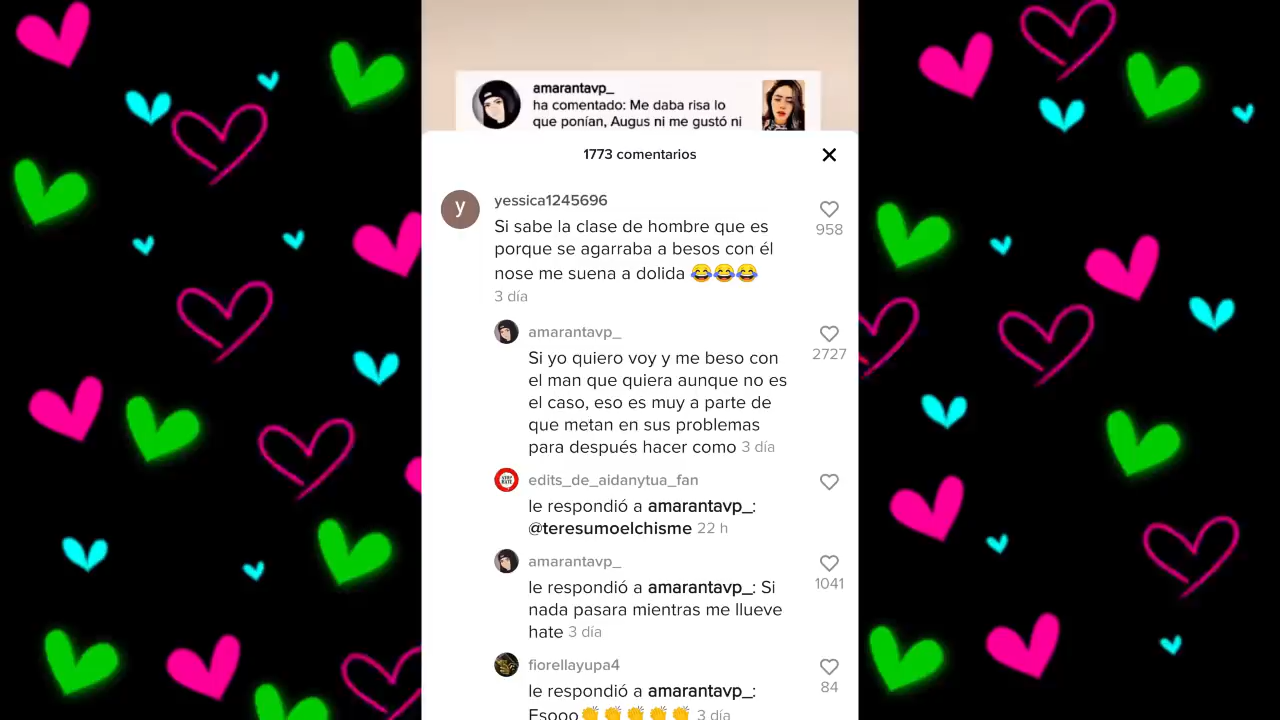 amarantavp_
ha comentado: Me daba risa lo
que ponían, Augus ni me gustó ni
1773 comentarios
yessica1245696
Si sabe la clase de hombre que es
porque se agarraba a besos con él
nose me suena a dolida 😂😂😂
958
3 día
amarantavp_
Si yo quiero voy y me beso con
el man que quiera aunque no es
el caso, eso es muy a parte de
que metan en sus problemas
para después hacer como 3 día
2727
edits_de_aidanytua_fan
le respondió a amarantavp_:
@teresumoelchisme 22 h
amarantavp_
le respondió a amarantavp_: Si
nada pasara mientras me llueve
hate 3 día
1041
fiorellayupa4
le respondió a amarantavp_:
Esooo👏👏👏👏👏 3 día
84
y